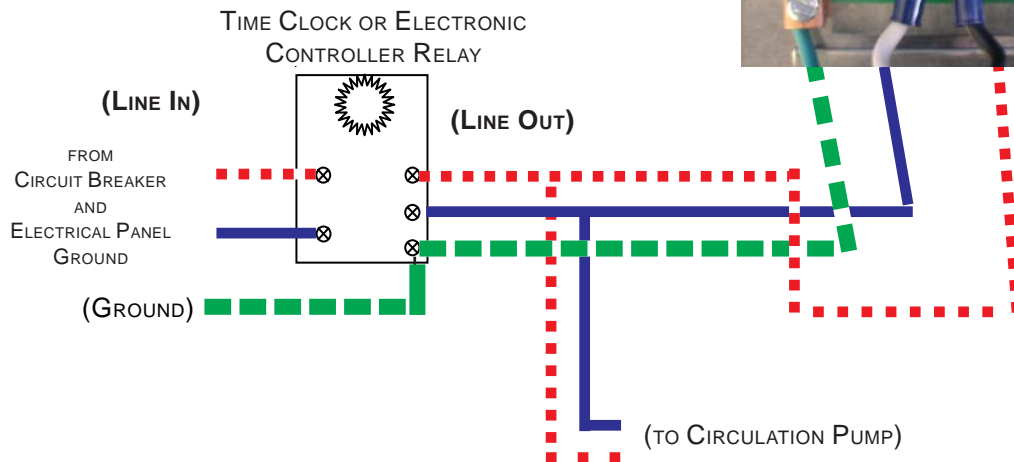 Time Clock or Electronic
Controller Relay
(Line In)
(Line Out)
from
Circuit Breaker
and
Electrical Panel
Ground
(Ground)
(to Circulation Pump)